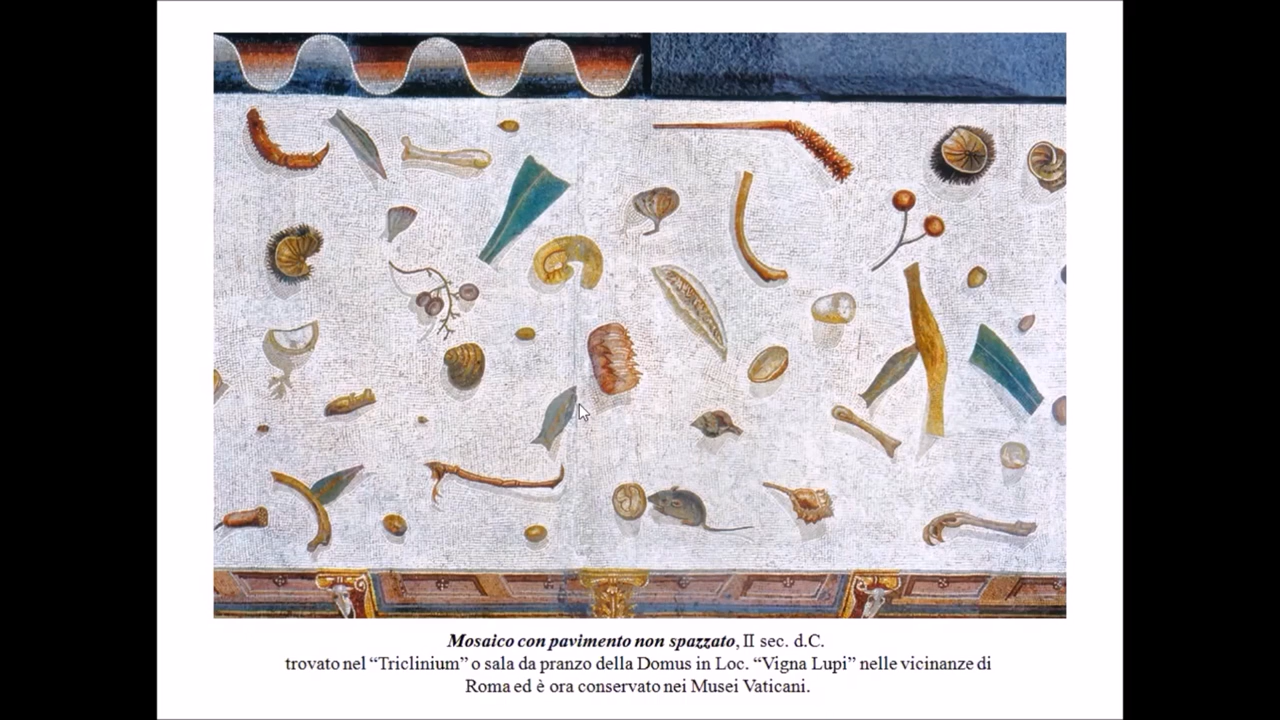 Mosaico con pavimento non spazzato, II sec. d.C.
trovato nel “Triclinium” o sala da pranzo della Domus in Loc. “Vigna Lupi” nelle vicinanze di
Roma ed è ora conservato nei Musei Vaticani.